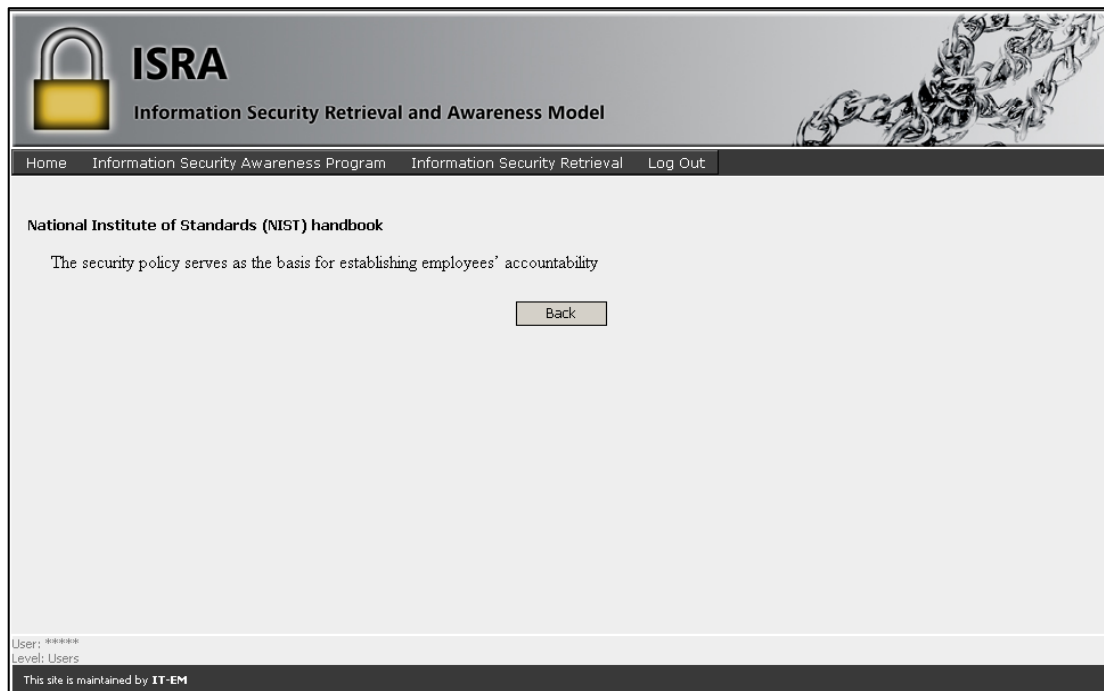 ISRA
Information Security Retrieval and Awareness Model
Home Information Security Awareness Program Information Security Retrieval Log Out
National Institute of Standards (NIST) handbook
The security policy serves as the basis for establishing employees’ accountability
Back
User: *****
Level: Users
This site is maintained by IT-EM